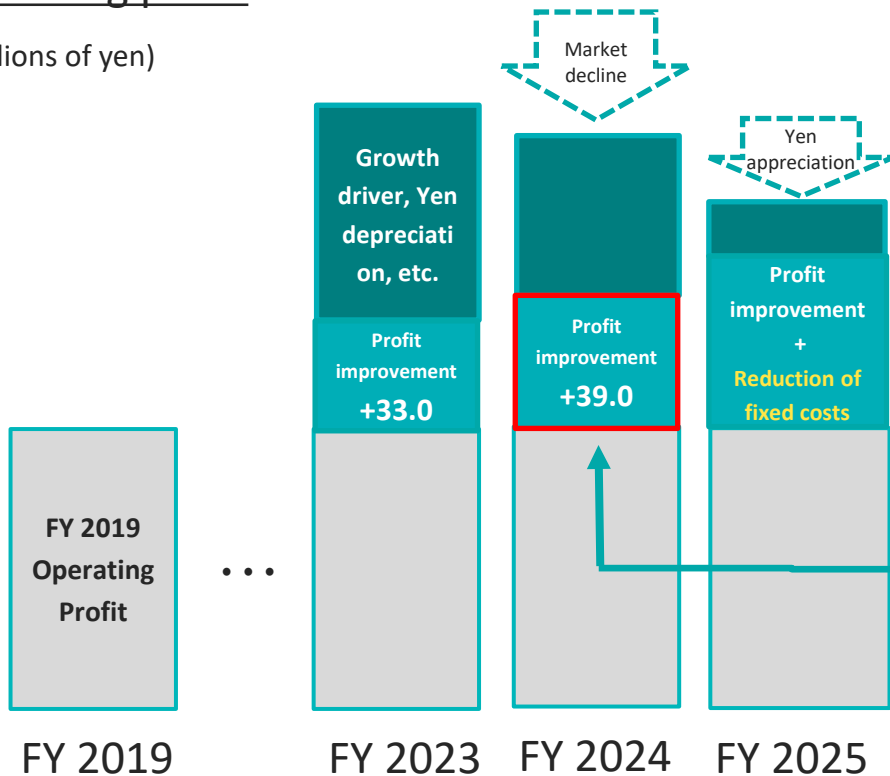 lions of yen)
Market
decline
Yen
appreciation
Growth
driver, Yen
depreciati
on, etc.
Profit
improvement
+33.0
Profit
improvement
+39.0
Profit
improvement
+
Reduction of
fixed costs
FY 2019
Operating
Profit
...
FY 2019
FY 2023
FY 2024
FY 2025